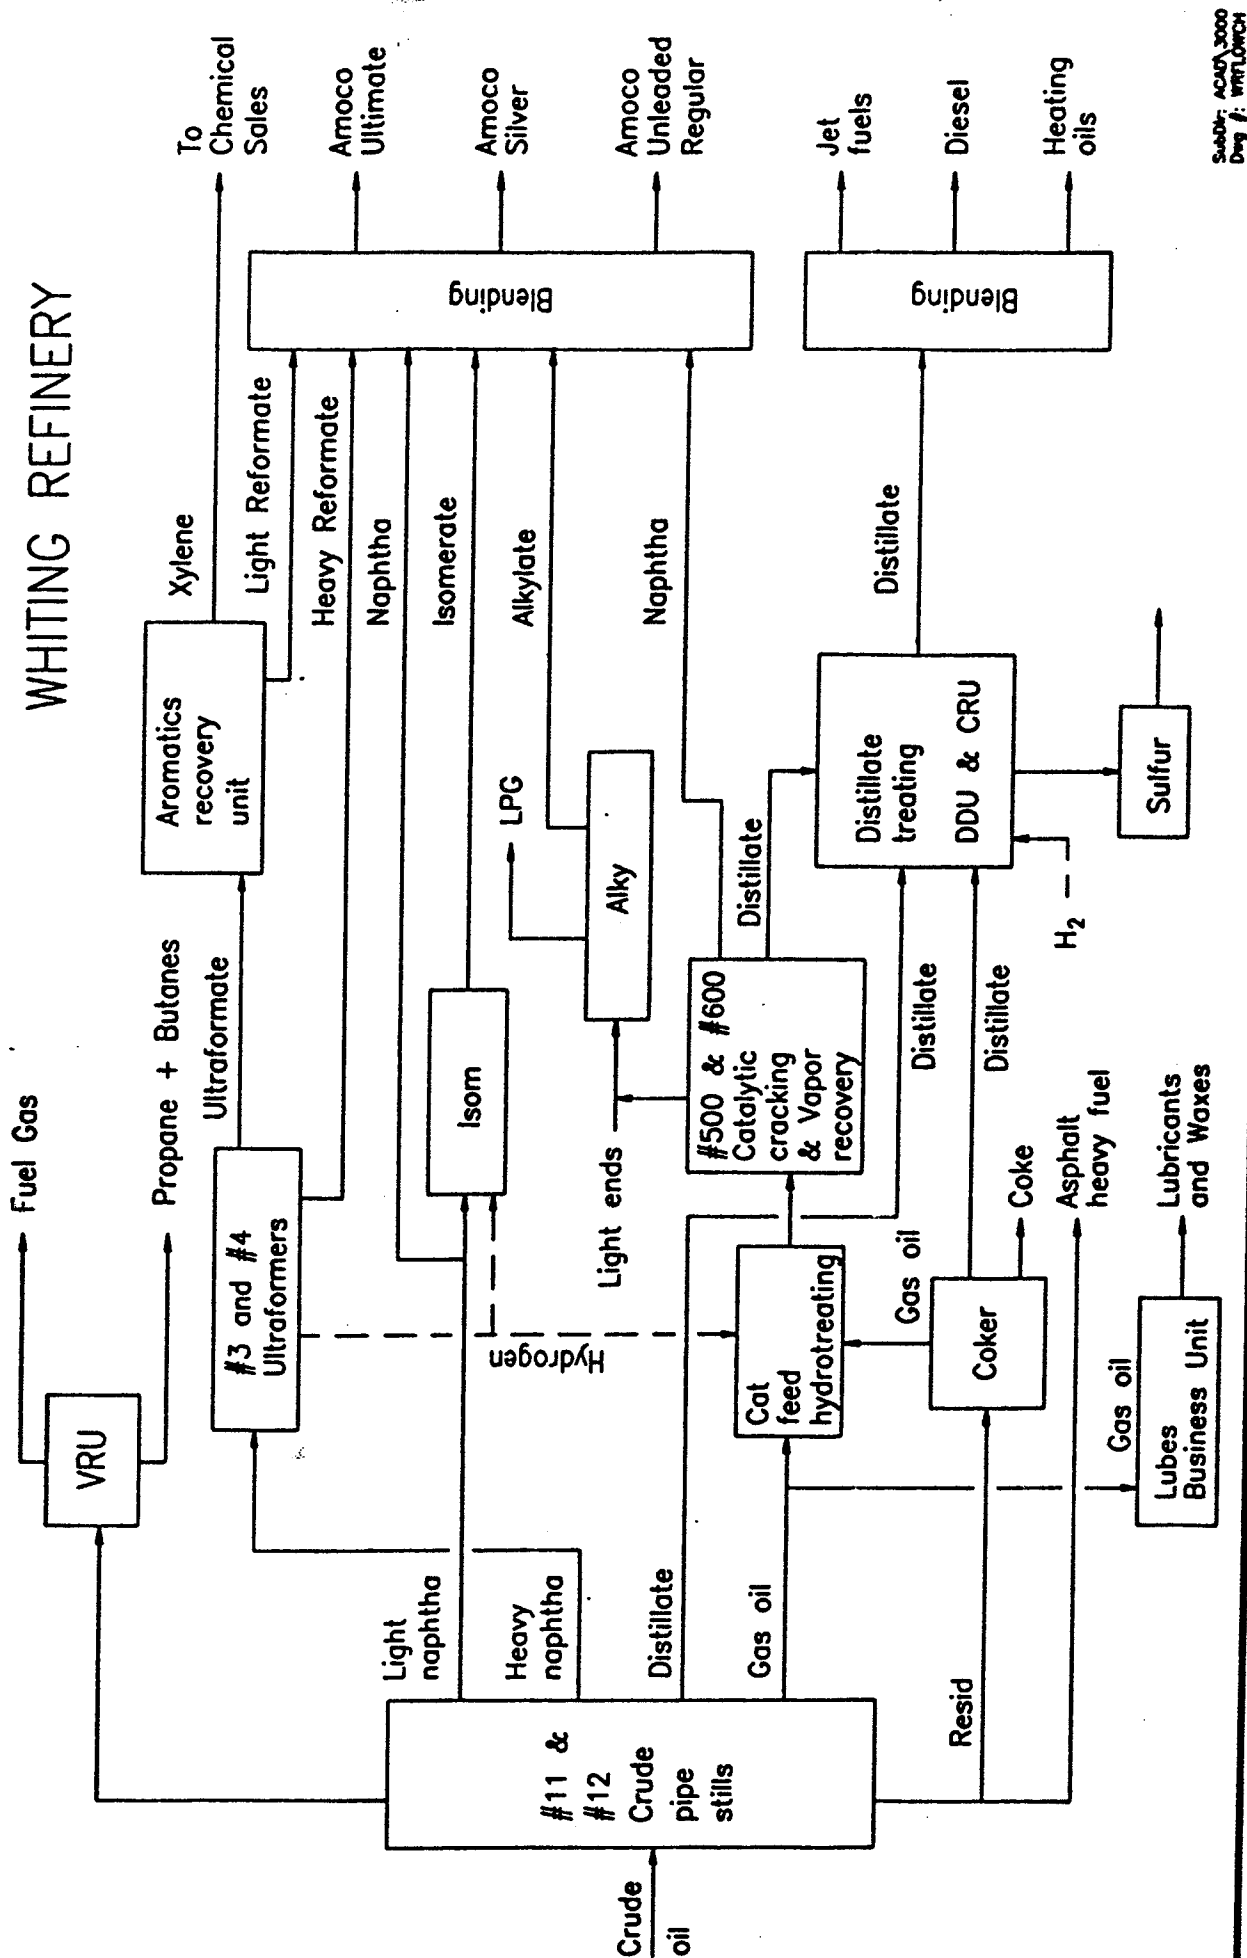 WHITING REFINERY
Fuel Gas
VRU
Propane + Butanes
#3 and #4
Ultraformers
Ultraformate
Aromatics
recovery
unit
Xylene
To
Chemical
Sales
Light Reformate
Heavy Reformate
Naphtha
Isomerate
Alkylate
Naphtha
Blending
Amoco
Ultimate
Amoco
Silver
Amoco
Unleaded
Regular
Light
naphtha
Heavy
naphtha
Isom
Hydrogen
Light ends
Alky
LPG
Crude
oil
#11 &
#12 Crude
pipe
stills
Distillate
Gas oil
Resid
Cat
feed
hydrotreating
#500 & #600
Catalytic
cracking
& Vapor
recovery
Distillate
Distillate
Distillate
Gas oil
Coker
Coke
Asphalt
heavy fuel
Gas oil
Lubes
Business Unit
Lubricants
and Waxes
H2
Distillate
treating
DDU & CRU
Sulfur
Distillate
Blending
Jet
fuels
Diesel
Heating
oils
SubDir: ACAD\3000
Dwg #: WRFLOWCH